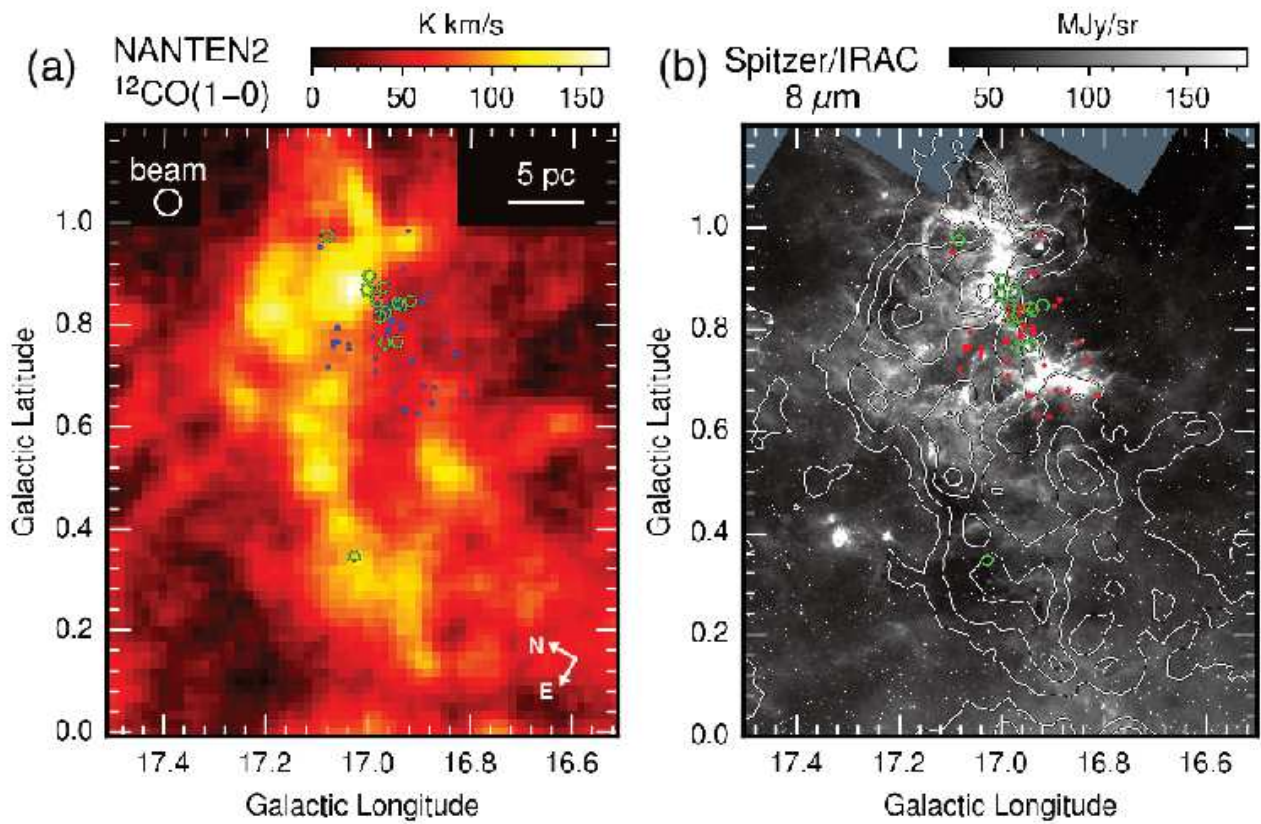 (a) NANTEN2
¹²CO(1−0)
K km/s
0 50 100 150
beam
5 pc
1.0
0.8
0.6
0.4
0.2
0.0
Galactic Latitude
N
E
17.4 17.2 17.0 16.8 16.6
Galactic Longitude
(b) Spitzer/IRAC
8 μm
MJy/sr
50 100 150
1.0
0.8
0.6
0.4
0.2
0.0
Galactic Latitude
17.4 17.2 17.0 16.8 16.6
Galactic Longitude